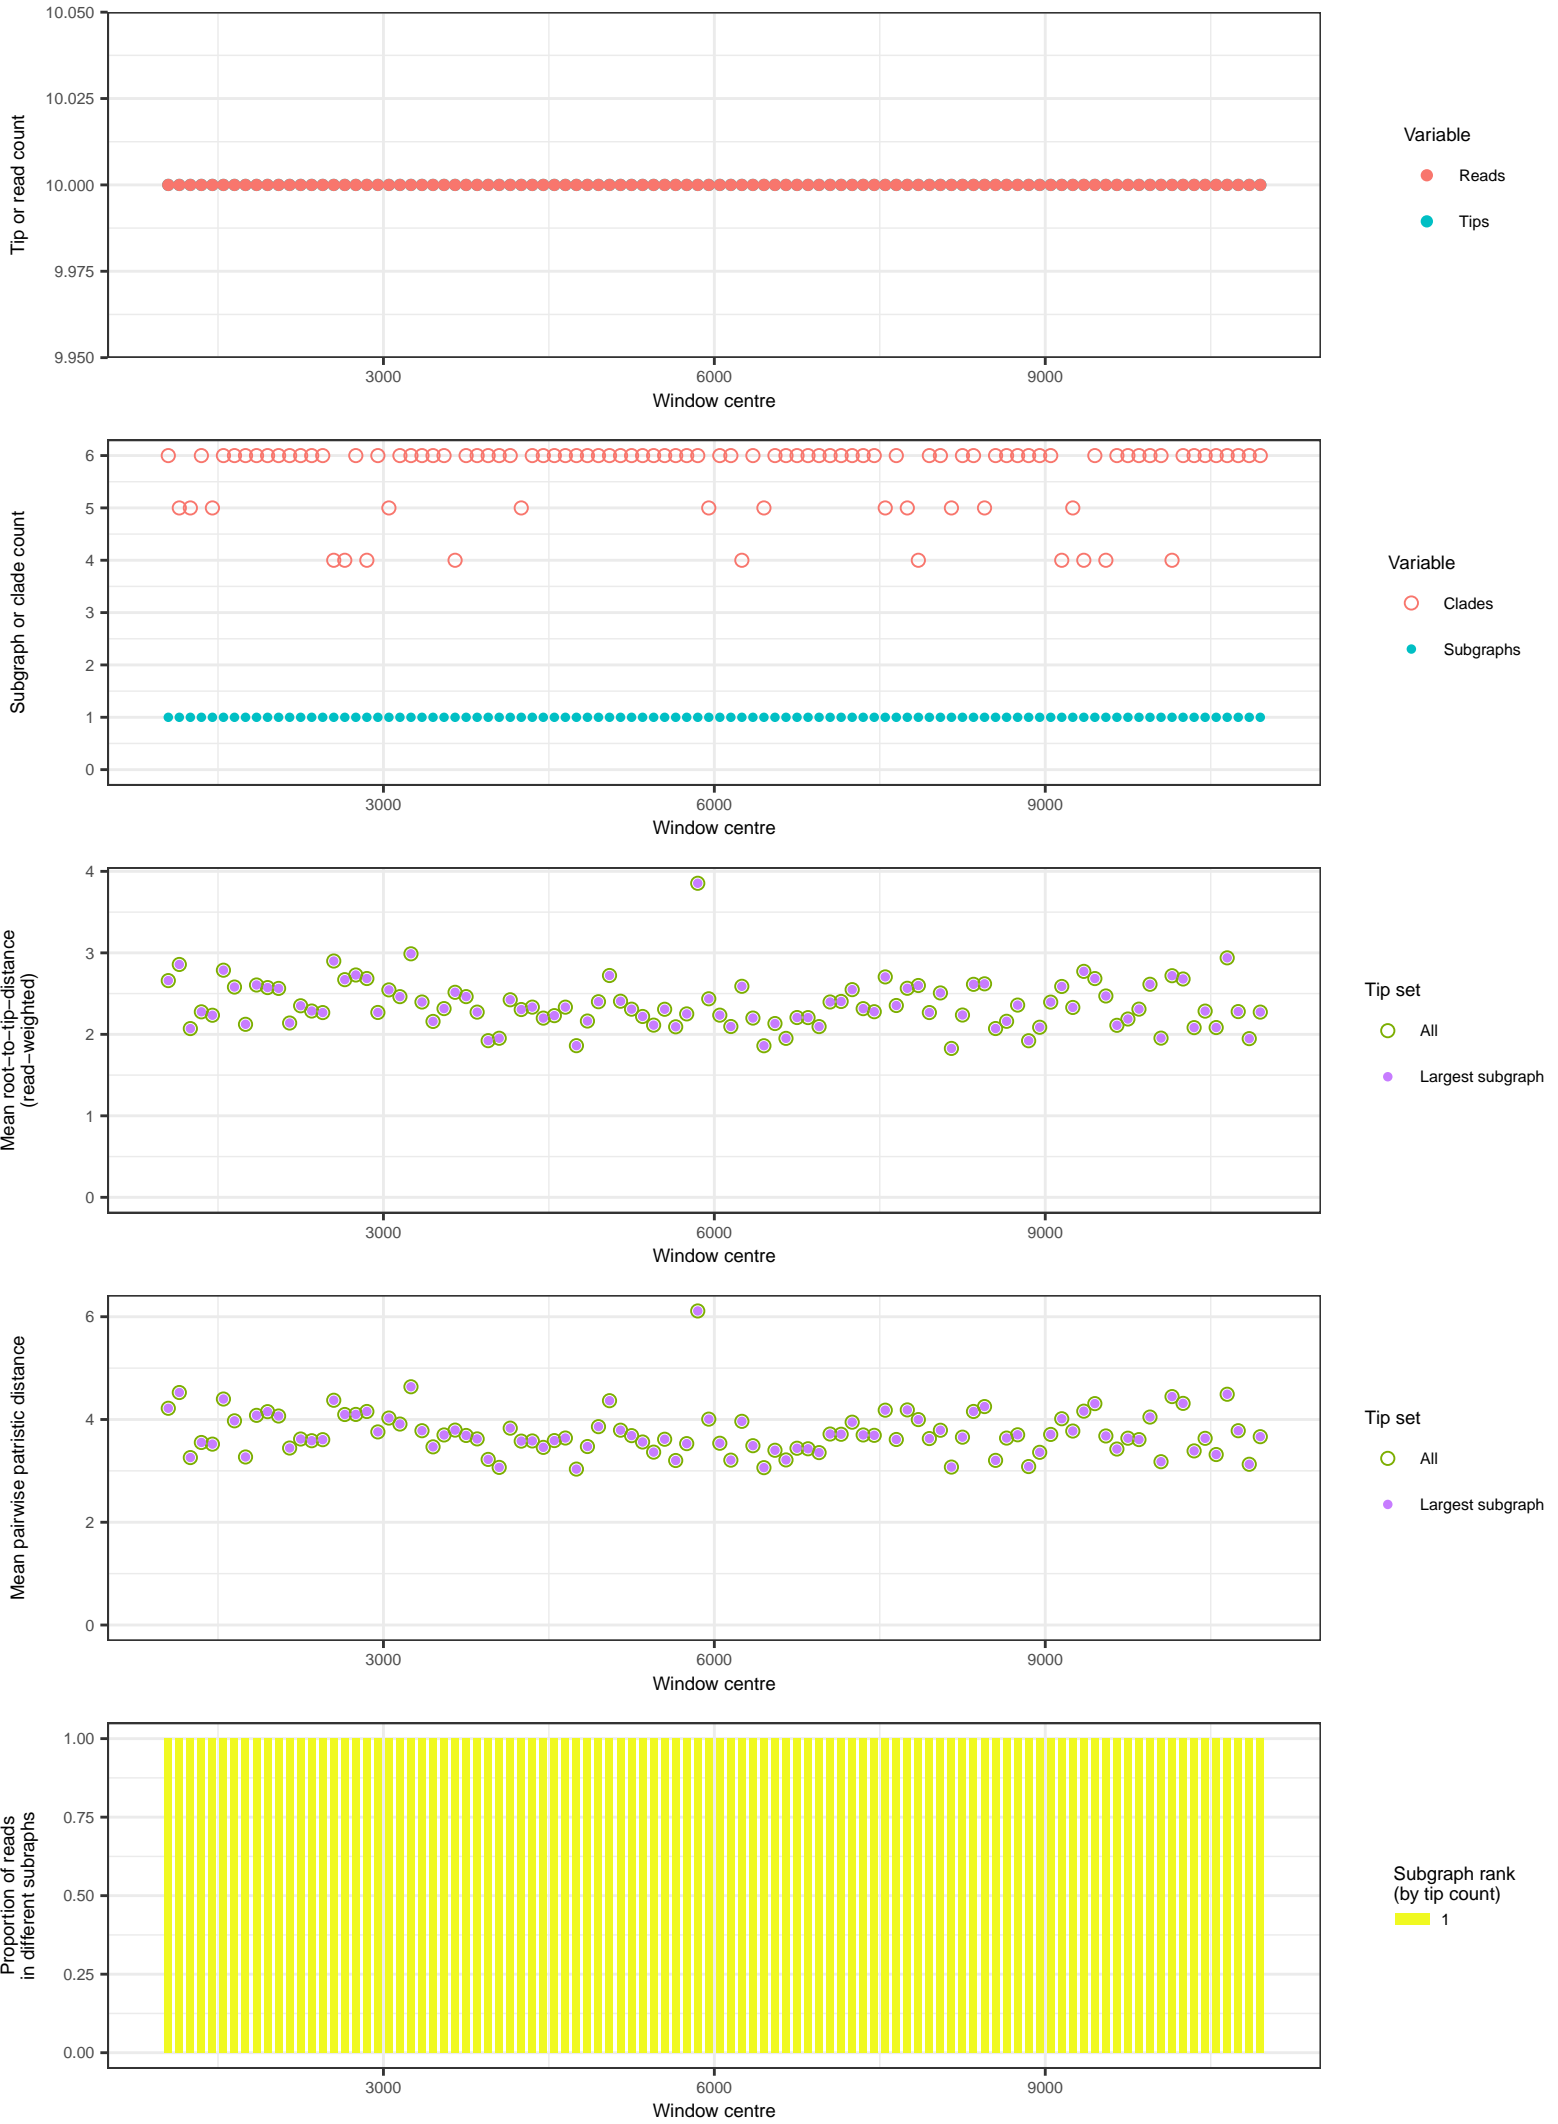 10.050
10.025
10.000
9.975
9.950
Tip or read count
3000 6000 9000
Window centre
Variable
Reads
Tips
6
5
4
3
2
1
0
Subgraph or clade count
3000 6000 9000
Window centre
Variable
Clades
Subgraphs
4
3
2
1
0
Mean root−to−tip−distance
(read−weighted)
3000 6000 9000
Window centre
Tip set
All
Largest subgraph
6
4
2
0
Mean pairwise patristic distance
3000 6000 9000
Window centre
Tip set
All
Largest subgraph
1.00
0.75
0.50
0.25
0.00
Proportion of reads
in different subraphs
3000 6000 9000
Window centre
Subgraph rank
(by tip count)
1